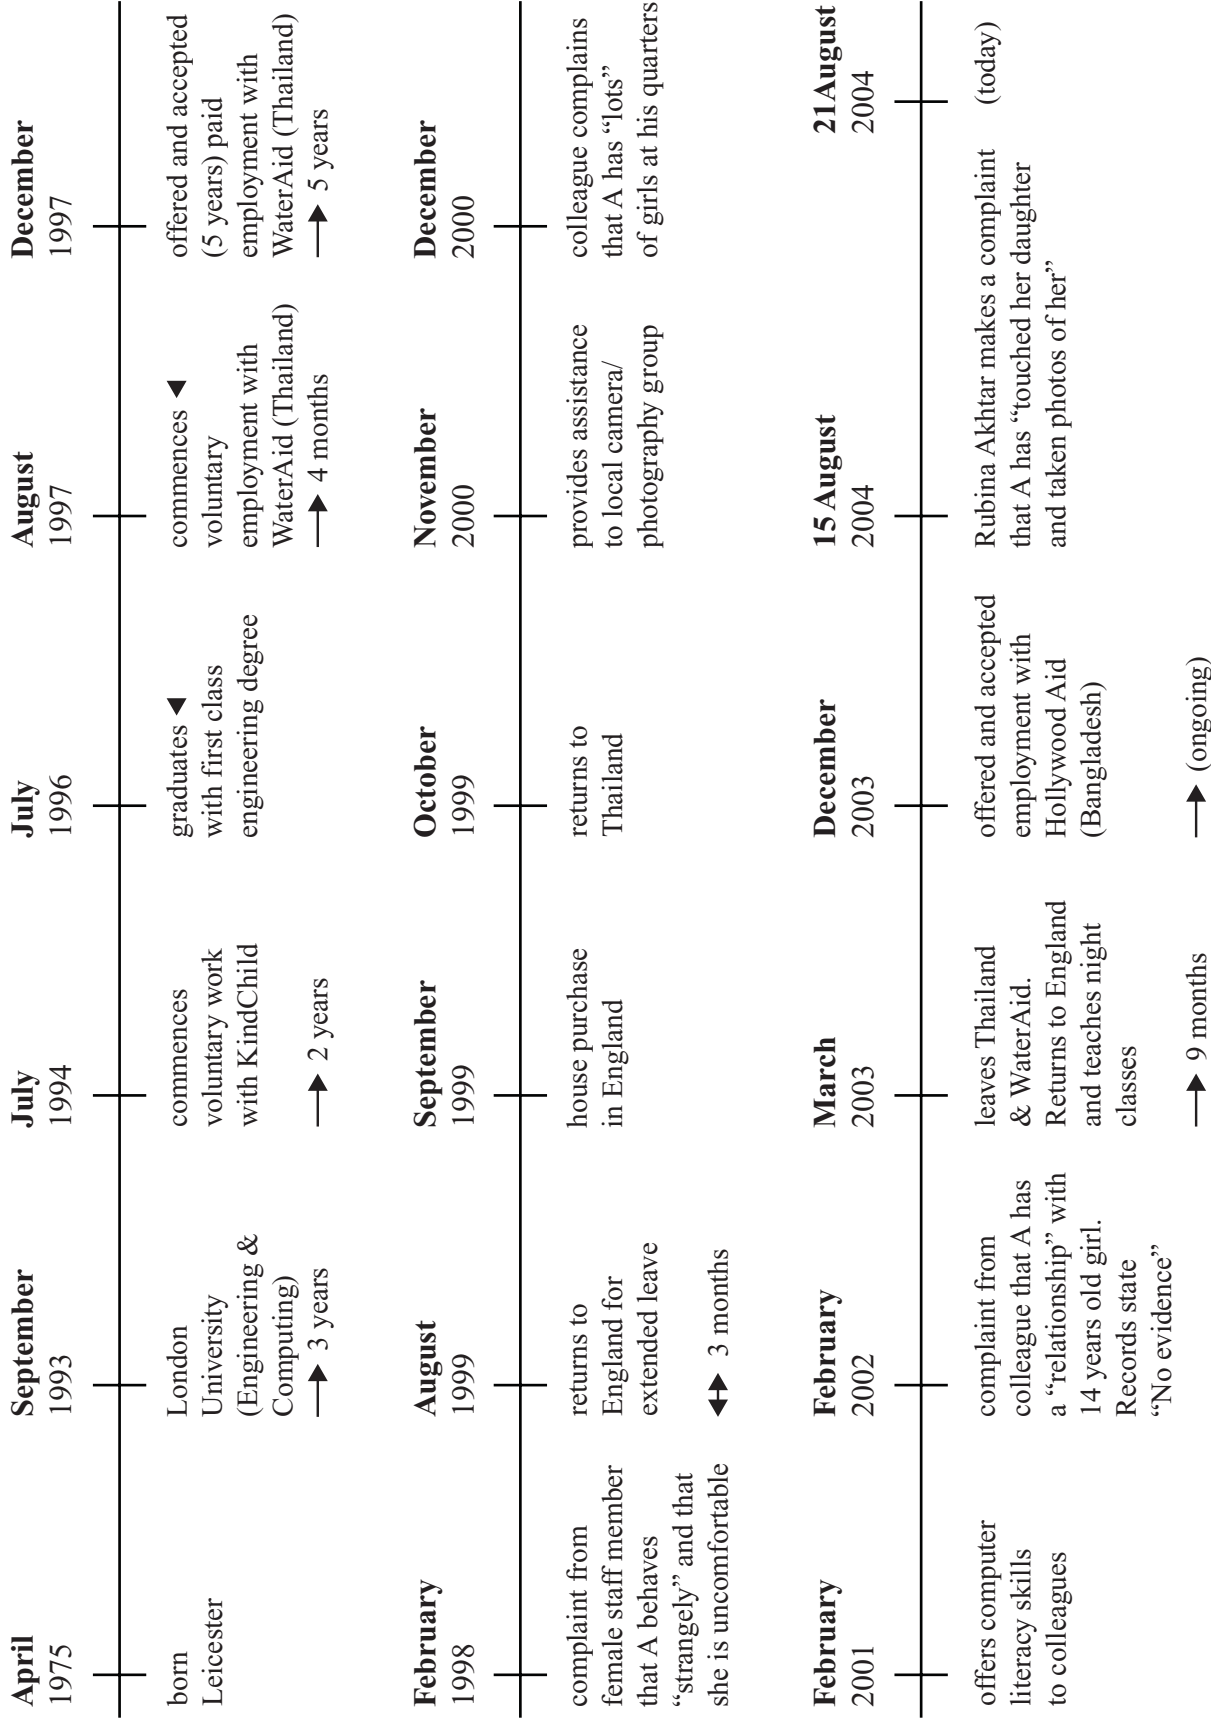 April
1975
born
Leicester
September
1993
London
University
(Engineering &
Computing)
3 years
July
1994
commences
voluntary work
with KindChild
2 years
July
1996
graduates
with first class
engineering degree
August
1997
commences
voluntary
employment with
WaterAid (Thailand)
4 months
December
1997
offered and accepted
(5 years) paid
employment with
WaterAid (Thailand)
5 years
February
1998
complaint from
female staff member
that A behaves
“strangely” and that
she is uncomfortable
August
1999
returns to
England for
extended leave
3 months
September
1999
house purchase
in England
October
1999
returns to
Thailand
November
2000
provides assistance
to local camera/
photography group
December
2000
colleague complains
that A has “lots”
of girls at his quarters
February
2001
offers computer
literacy skills
to colleagues
February
2002
complaint from
colleague that A has
a “relationship” with
14 years old girl.
Records state
“No evidence”
March
2003
leaves Thailand
& WaterAid.
Returns to England
and teaches night
classes
9 months
December
2003
offered and accepted
employment with
Hollywood Aid
(Bangladesh)
(ongoing)
15 August
2004
Rubina Akhtar makes a complaint
that A has “touched her daughter
and taken photos of her”
21August
2004
(today)